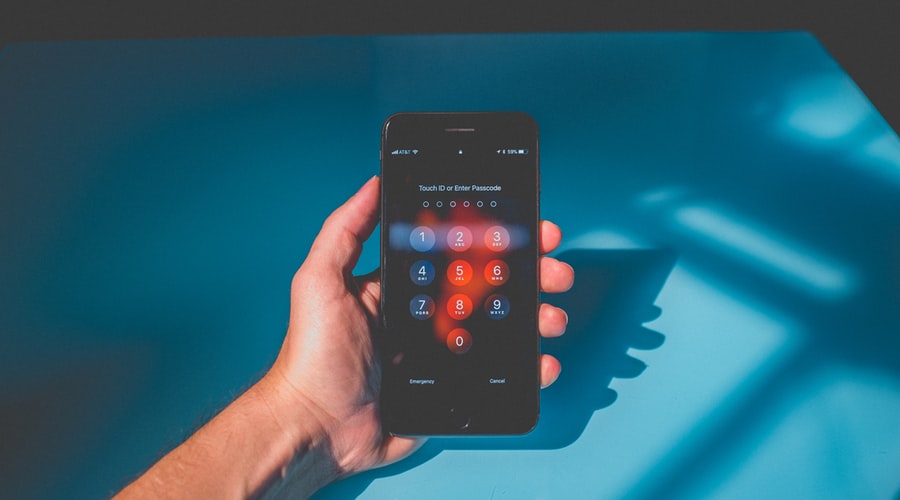 AT&T 59%
Touch ID or Enter Passcode
1 2 3
ABC DEF
4 5 6
GHI JKL MNO
7 8 9
PQRS TUV WXYZ
0
Emergency Cancel